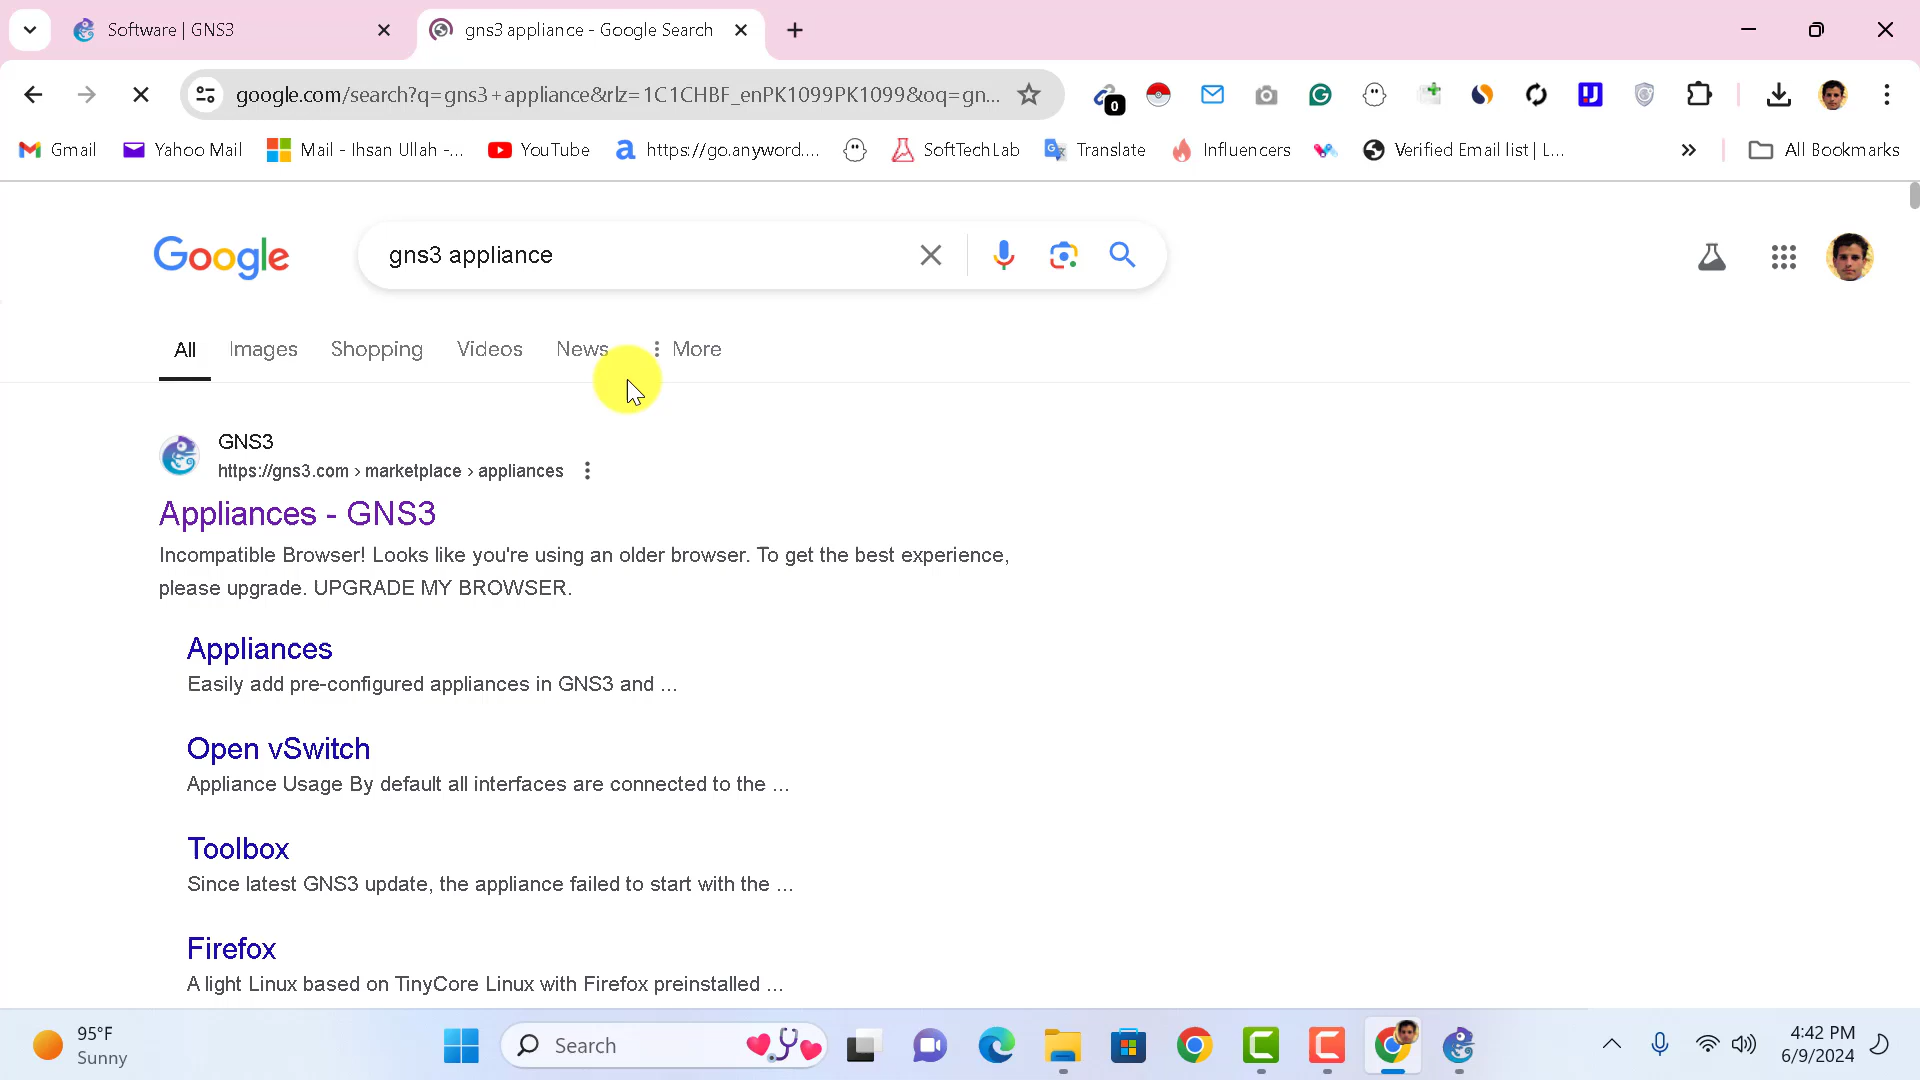 Software | GNS3
gns3 appliance - Google Search
google.com/search?q=gns3+appliance&rlz=1C1CHBF_enPK1099PK1099&oq=gn...
0
Gmail
Yahoo Mail
Mail - Ihsan Ullah -...
YouTube
https://go.anyword....
SoftTechLab
Translate
Influencers
Verified Email list | L...
All Bookmarks
Google
gns3 appliance
All
Images
Shopping
Videos
News
More
GNS3
https://gns3.com › marketplace › appliances
Appliances - GNS3
Incompatible Browser! Looks like you're using an older browser. To get the best experience,
please upgrade. UPGRADE MY BROWSER.
Appliances
Easily add pre-configured appliances in GNS3 and ...
Open vSwitch
Appliance Usage By default all interfaces are connected to the ...
Toolbox
Since latest GNS3 update, the appliance failed to start with the ...
Firefox
A light Linux based on TinyCore Linux with Firefox preinstalled ...
95°F
Sunny
Search
4:42 PM
6/9/2024